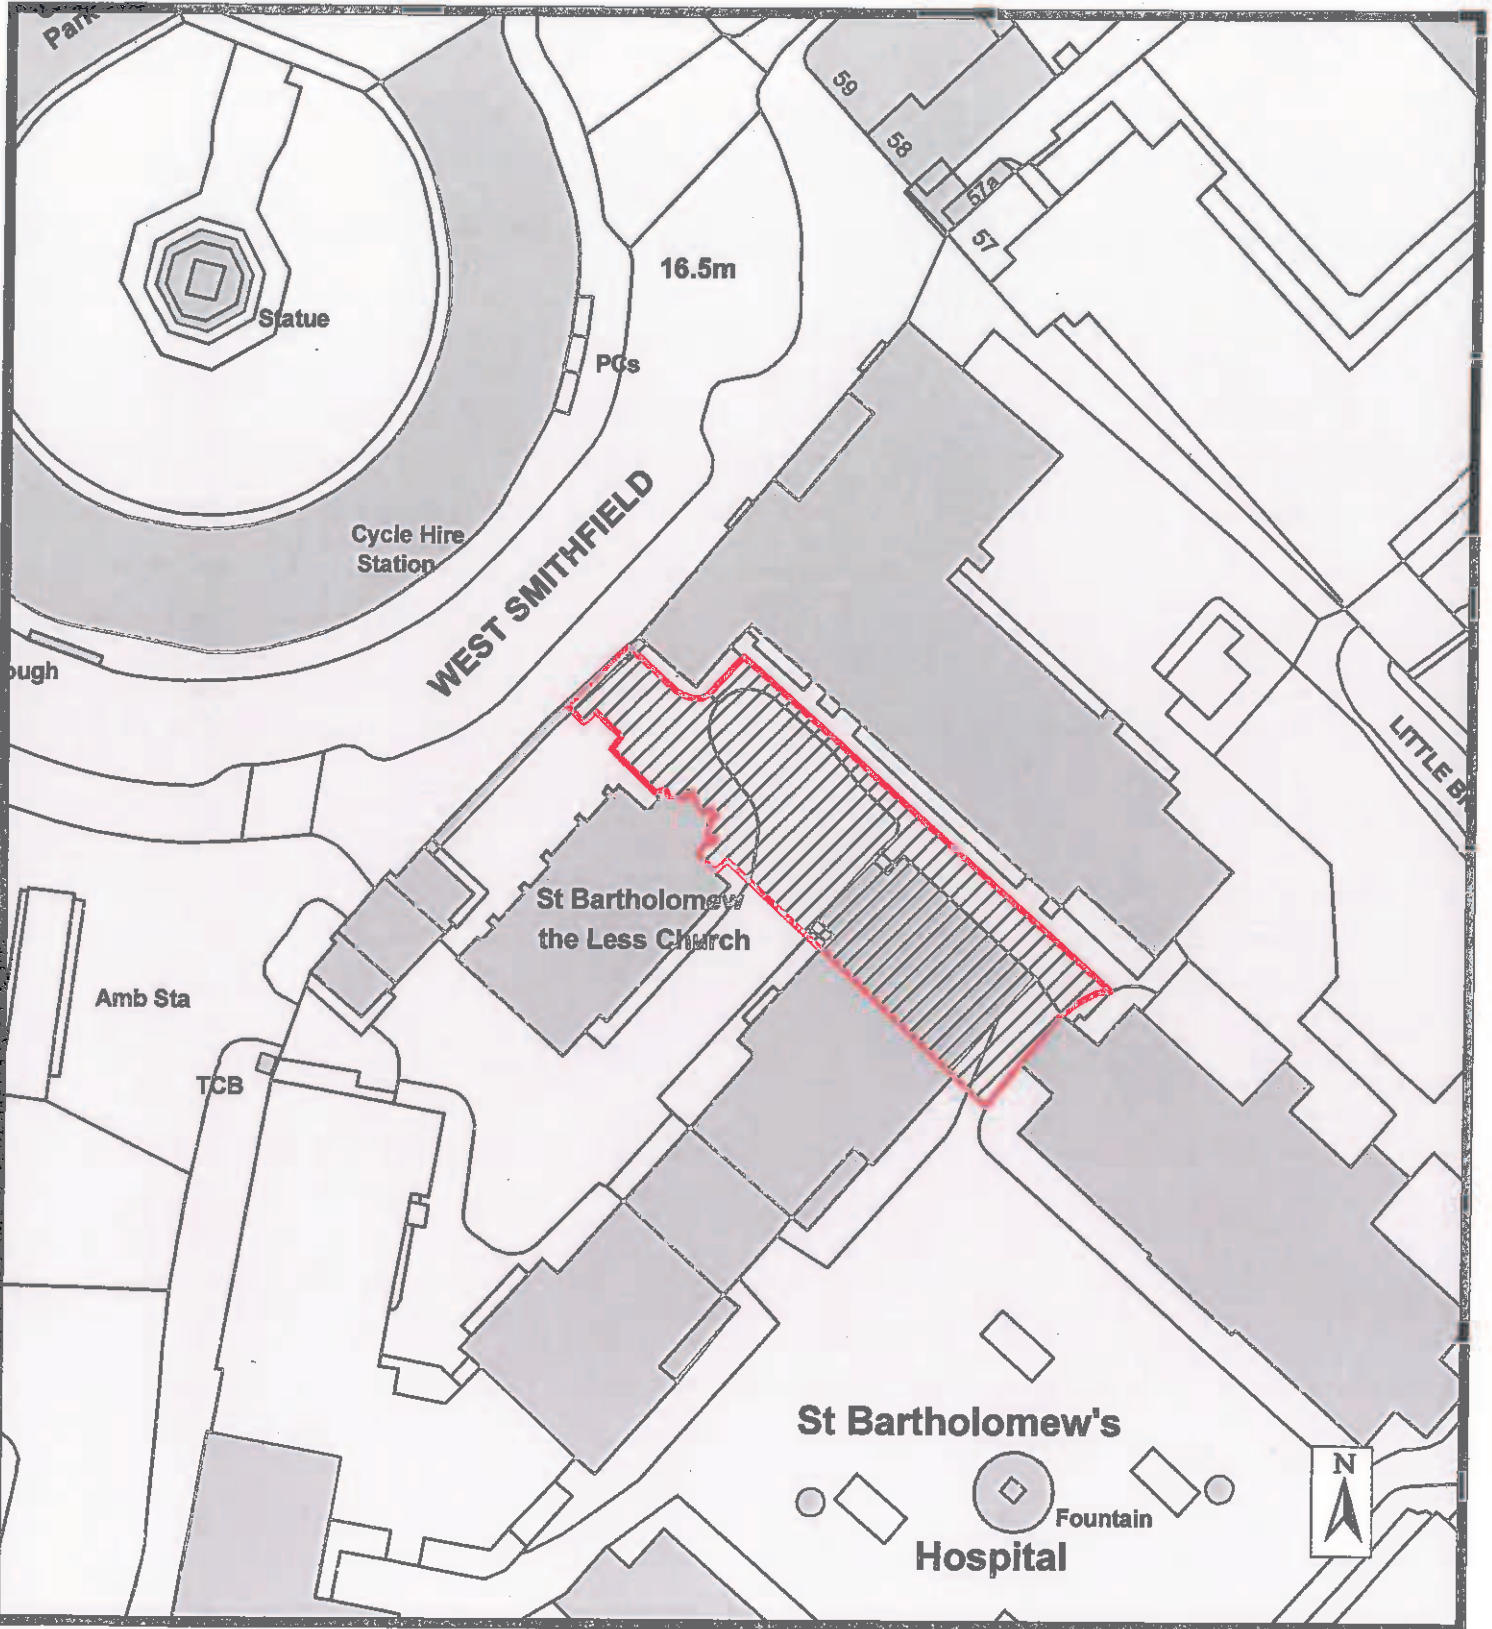 Park
59
58
57a
57
16.5m
Statue
PCs
Cycle Hire
Station
WEST SMITHFIELD
ough
LITTLE B
St Bartholomew
the Less Church
Amb Sta
TCB
St Bartholomew's
Hospital
Fountain
N